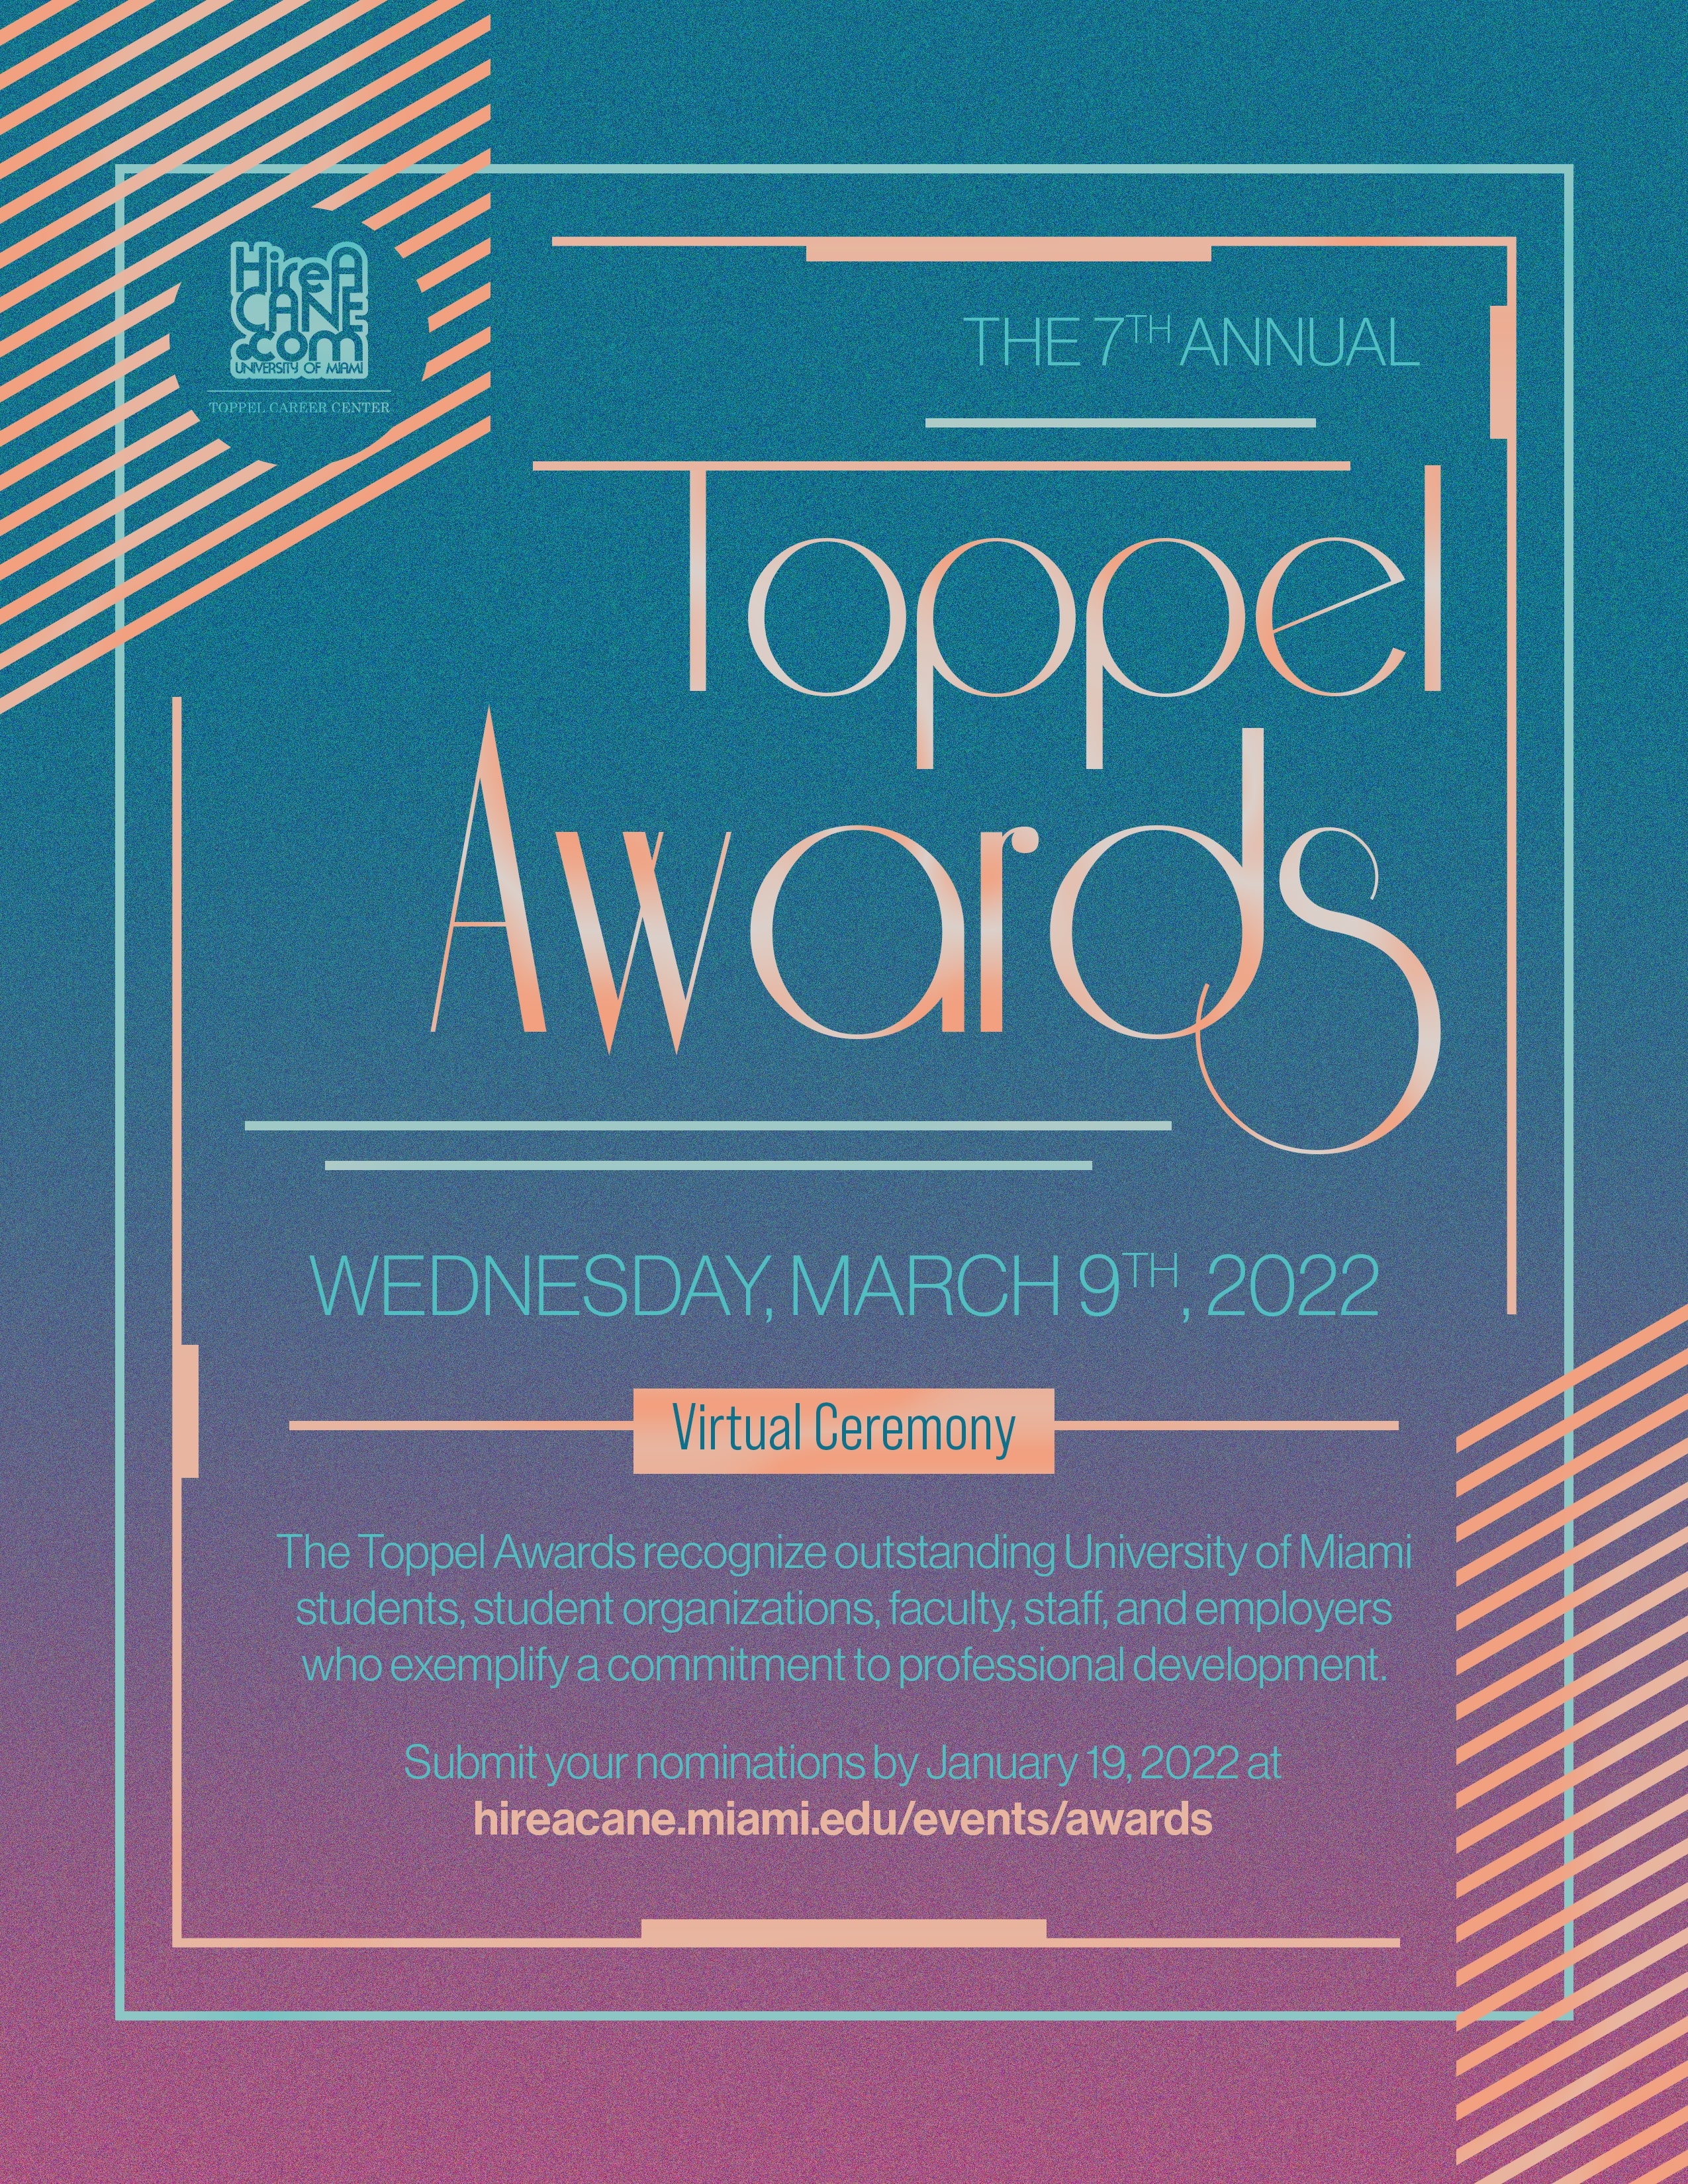 HireA
CANE
.com
UNIVERSITY OF MIAMI
TOPPEL CAREER CENTER
THE 7TH ANNUAL
Toppel
Awards
WEDNESDAY, MARCH 9TH, 2022
Virtual Ceremony
The Toppel Awards recognize outstanding University of Miami
students, student organizations, faculty, staff, and employers
who exemplify a commitment to professional development.
Submit your nominations by January 19, 2022 at
hireacane.miami.edu/events/awards